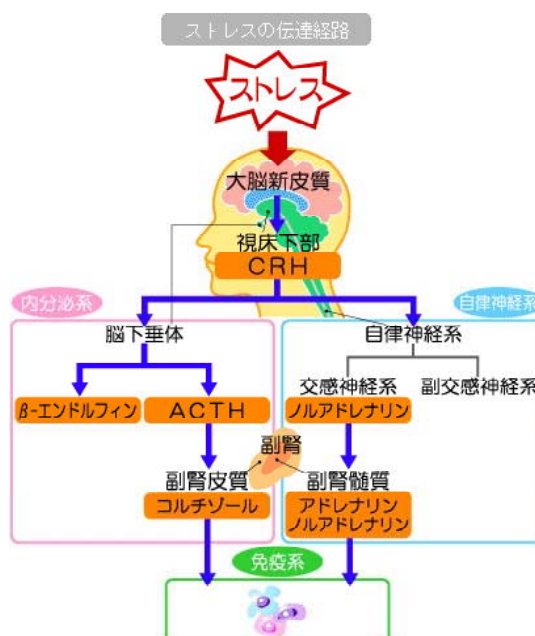 ストレスの伝達経路
ストレス
大脳新皮質
視床下部
CRH
内分泌系
自律神経系
脳下垂体
自律神経系
交感神経系
副交感神経系
β-エンドルフィン
ACTH
ノルアドレナリン
副腎
副腎皮質
副腎髄質
コルチゾール
アドレナリン
ノルアドレナリン
免疫系